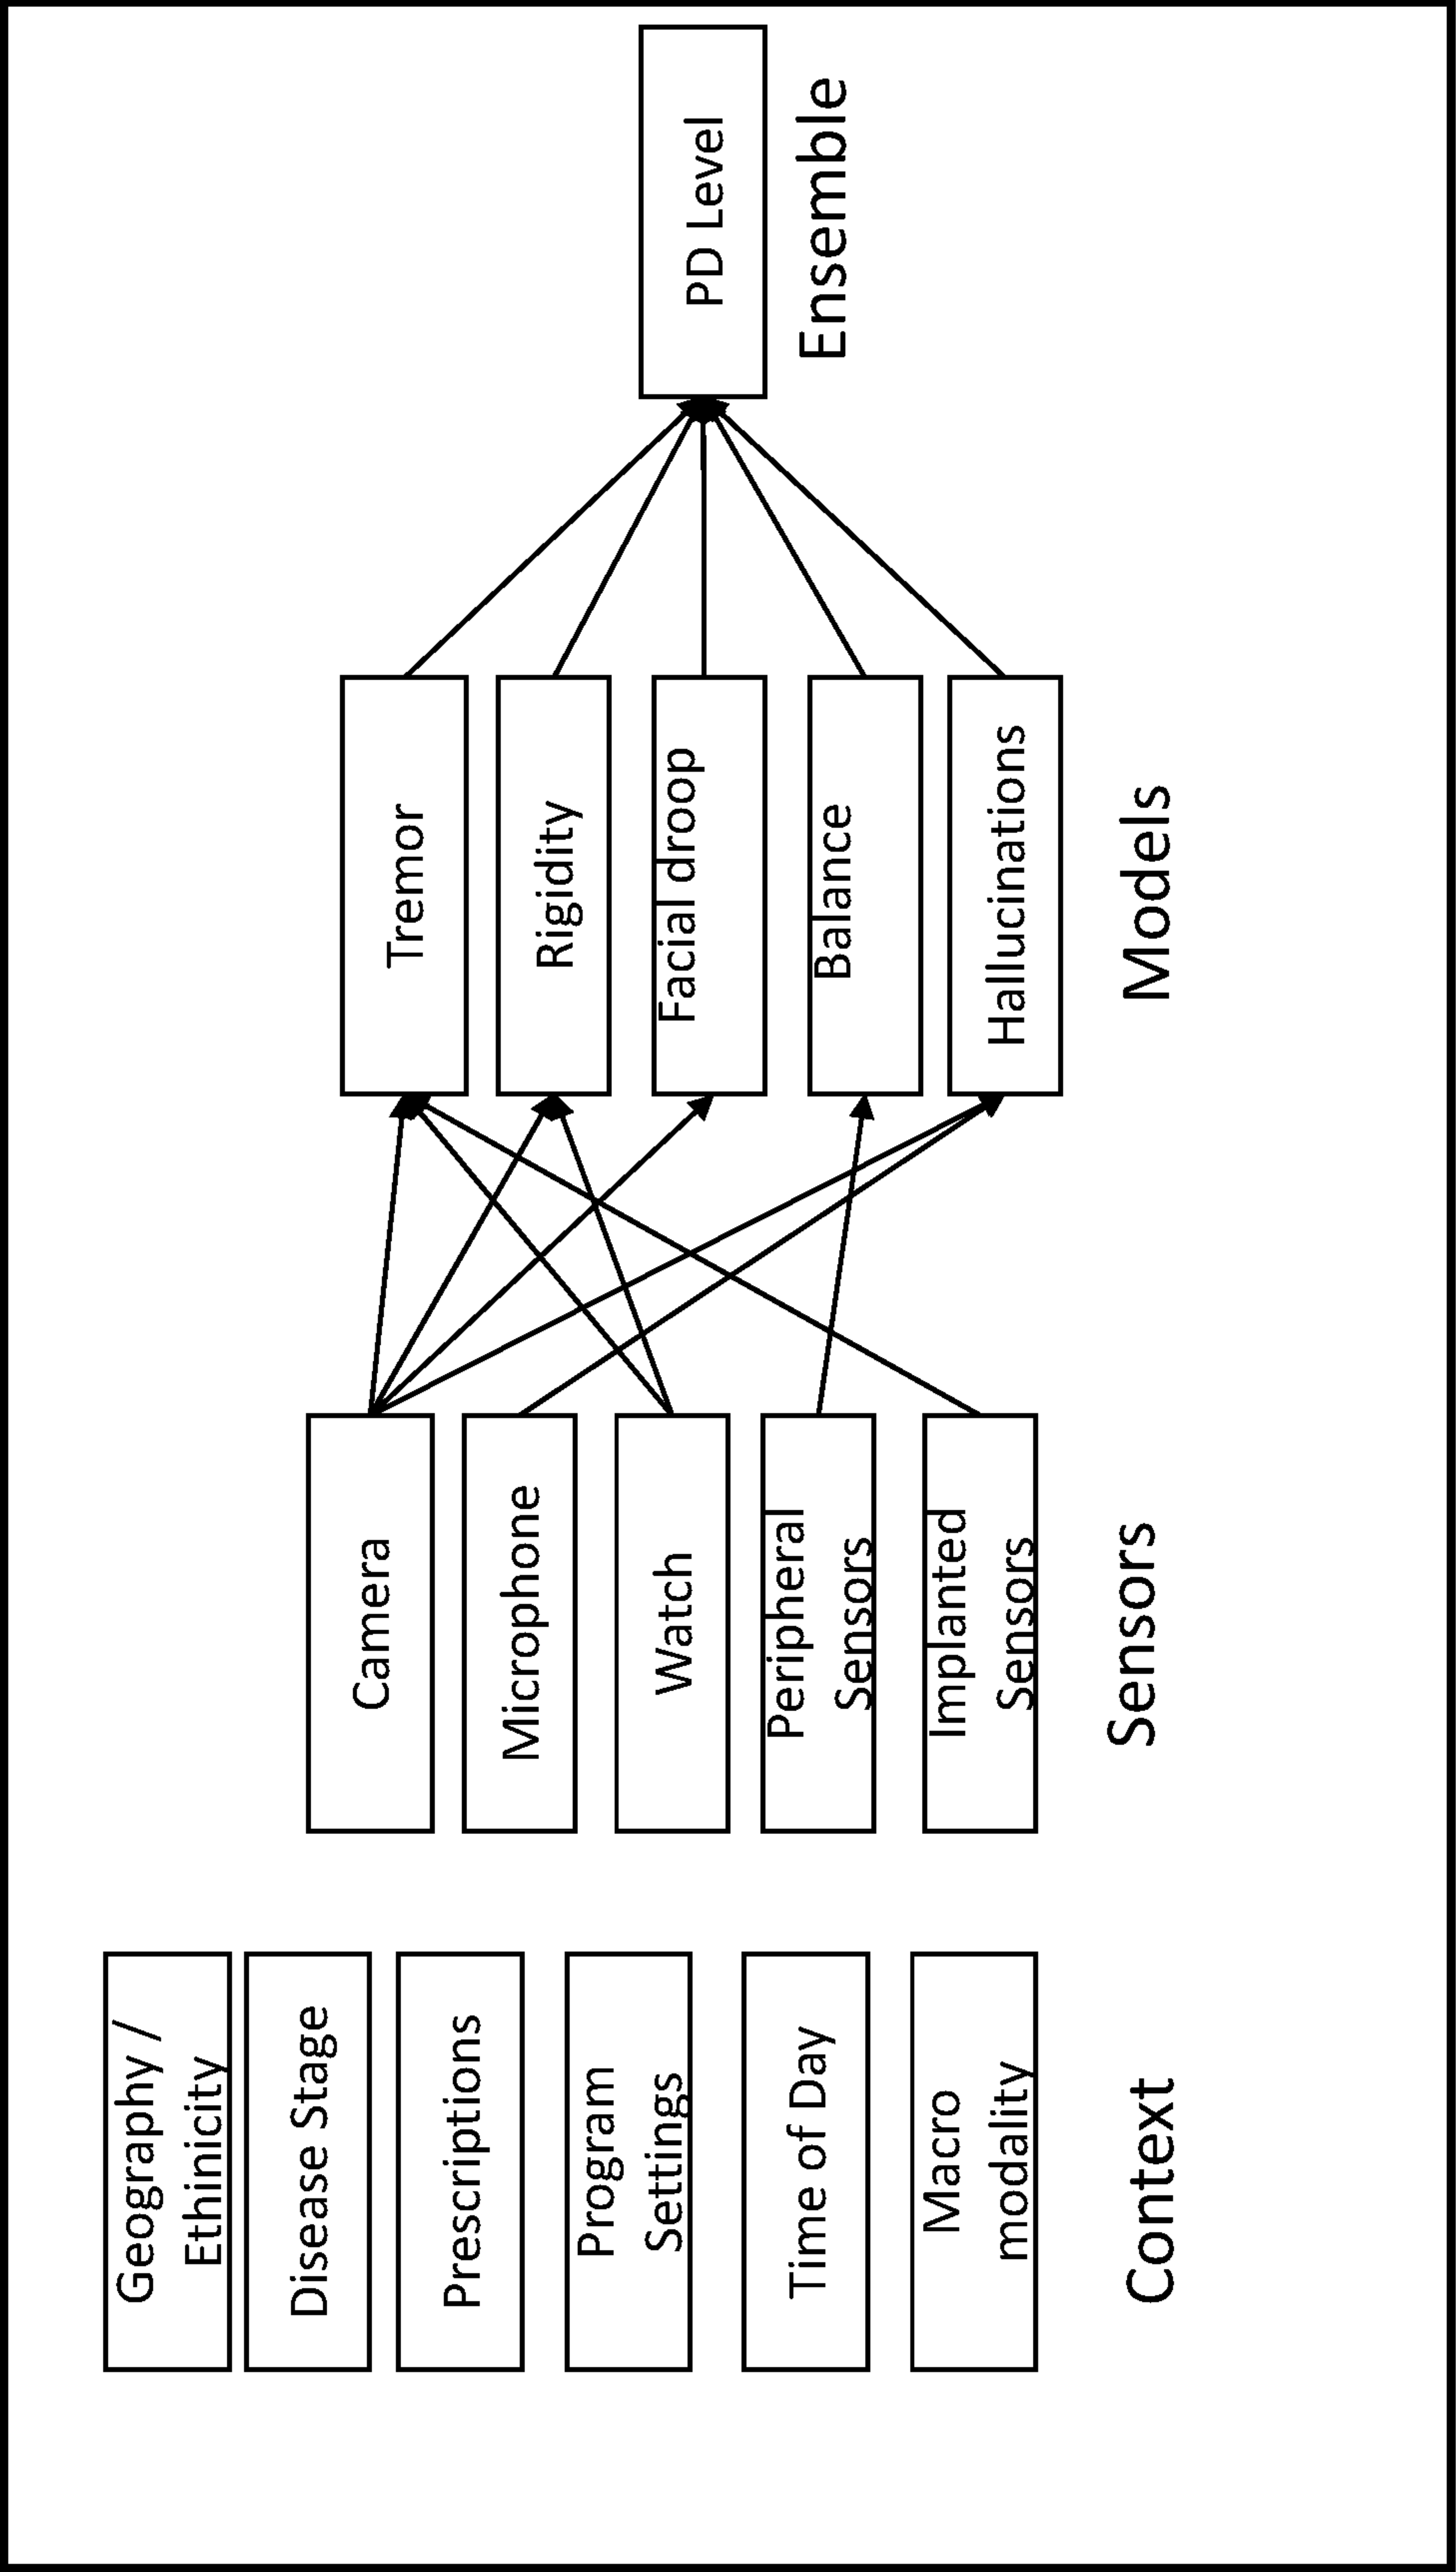 Geography /
Ethinicity
Disease Stage
Prescriptions
Program
Settings
Time of Day
Macro
modality
Context
Camera
Microphone
Watch
Peripheral
Sensors
Implanted
Sensors
Sensors
Tremor
Rigidity
Facial droop
Balance
Hallucinations
Models
PD Level
Ensemble